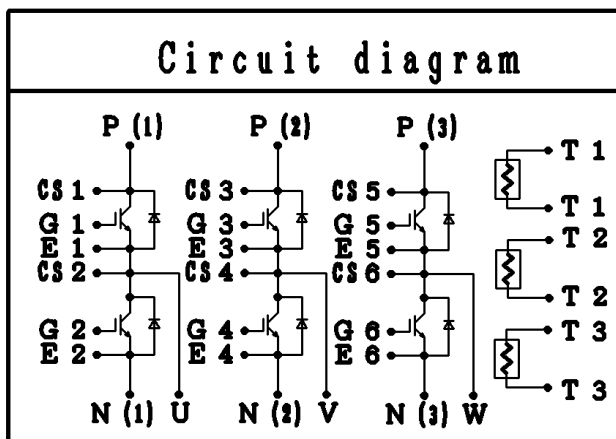 Circuit diagram
P (1) P (2) P (3)
T 1
CS 1 CS 3 CS 5
T 1
G 1 G 3 G 5
T 2
E 1 E 3 E 5
CS 2 CS 4 CS 6
T 2
G 2 G 4 G 6
T 3
E 2 E 4 E 6
T 3
N (1) U N (2) V N (3) W